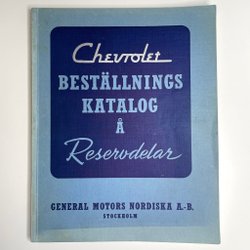 Chevrolet
BESTÄLLNINGS
KATALOG
Å
Reservdelar
GENERAL MOTORS NORDISKA A.-B.
STOCKHOLM